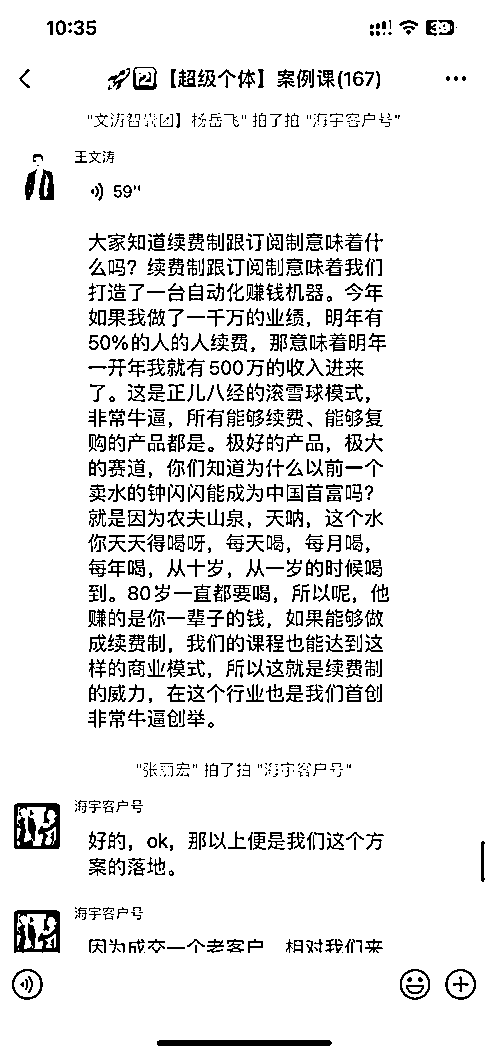 10:35
39
【超级个体】案例课(167)
"文涛智囊团】杨岳飞" 拍了拍 "海宇客户号"
王文涛
59"
大家知道续费制跟订阅制意味着什
么吗？续费制跟订阅制意味着我们
打造了一台自动化赚钱机器。今年
如果我做了一千万的业绩，明年有
50%的人的人续费，那意味着明年
一开年我就有500万的收入进来
了。这是正儿八经的滚雪球模式，
非常牛逼，所有能够续费、能够复
购的产品都是。极好的产品，极大
的赛道，你们知道为什么以前一个
卖水的钟闪闪能成为中国首富吗？
就是因为农夫山泉，天呐，这个水
你天天得喝呀，每天喝，每月喝，
每年喝，从十岁，从一岁的时候喝
到。80岁一直都要喝，所以呢，他
赚的是你一辈子的钱，如果能够做
成续费制，我们的课程也能达到这
样的商业模式，所以这就是续费制
的威力，在这个行业也是我们首创
非常牛逼创举。
"张丽宏" 拍了拍 "海宇客户号"
海宇客户号
好的，ok，那以上便是我们这个方
案的落地。
海宇客户号
因为成交一个老客户，相对我们来